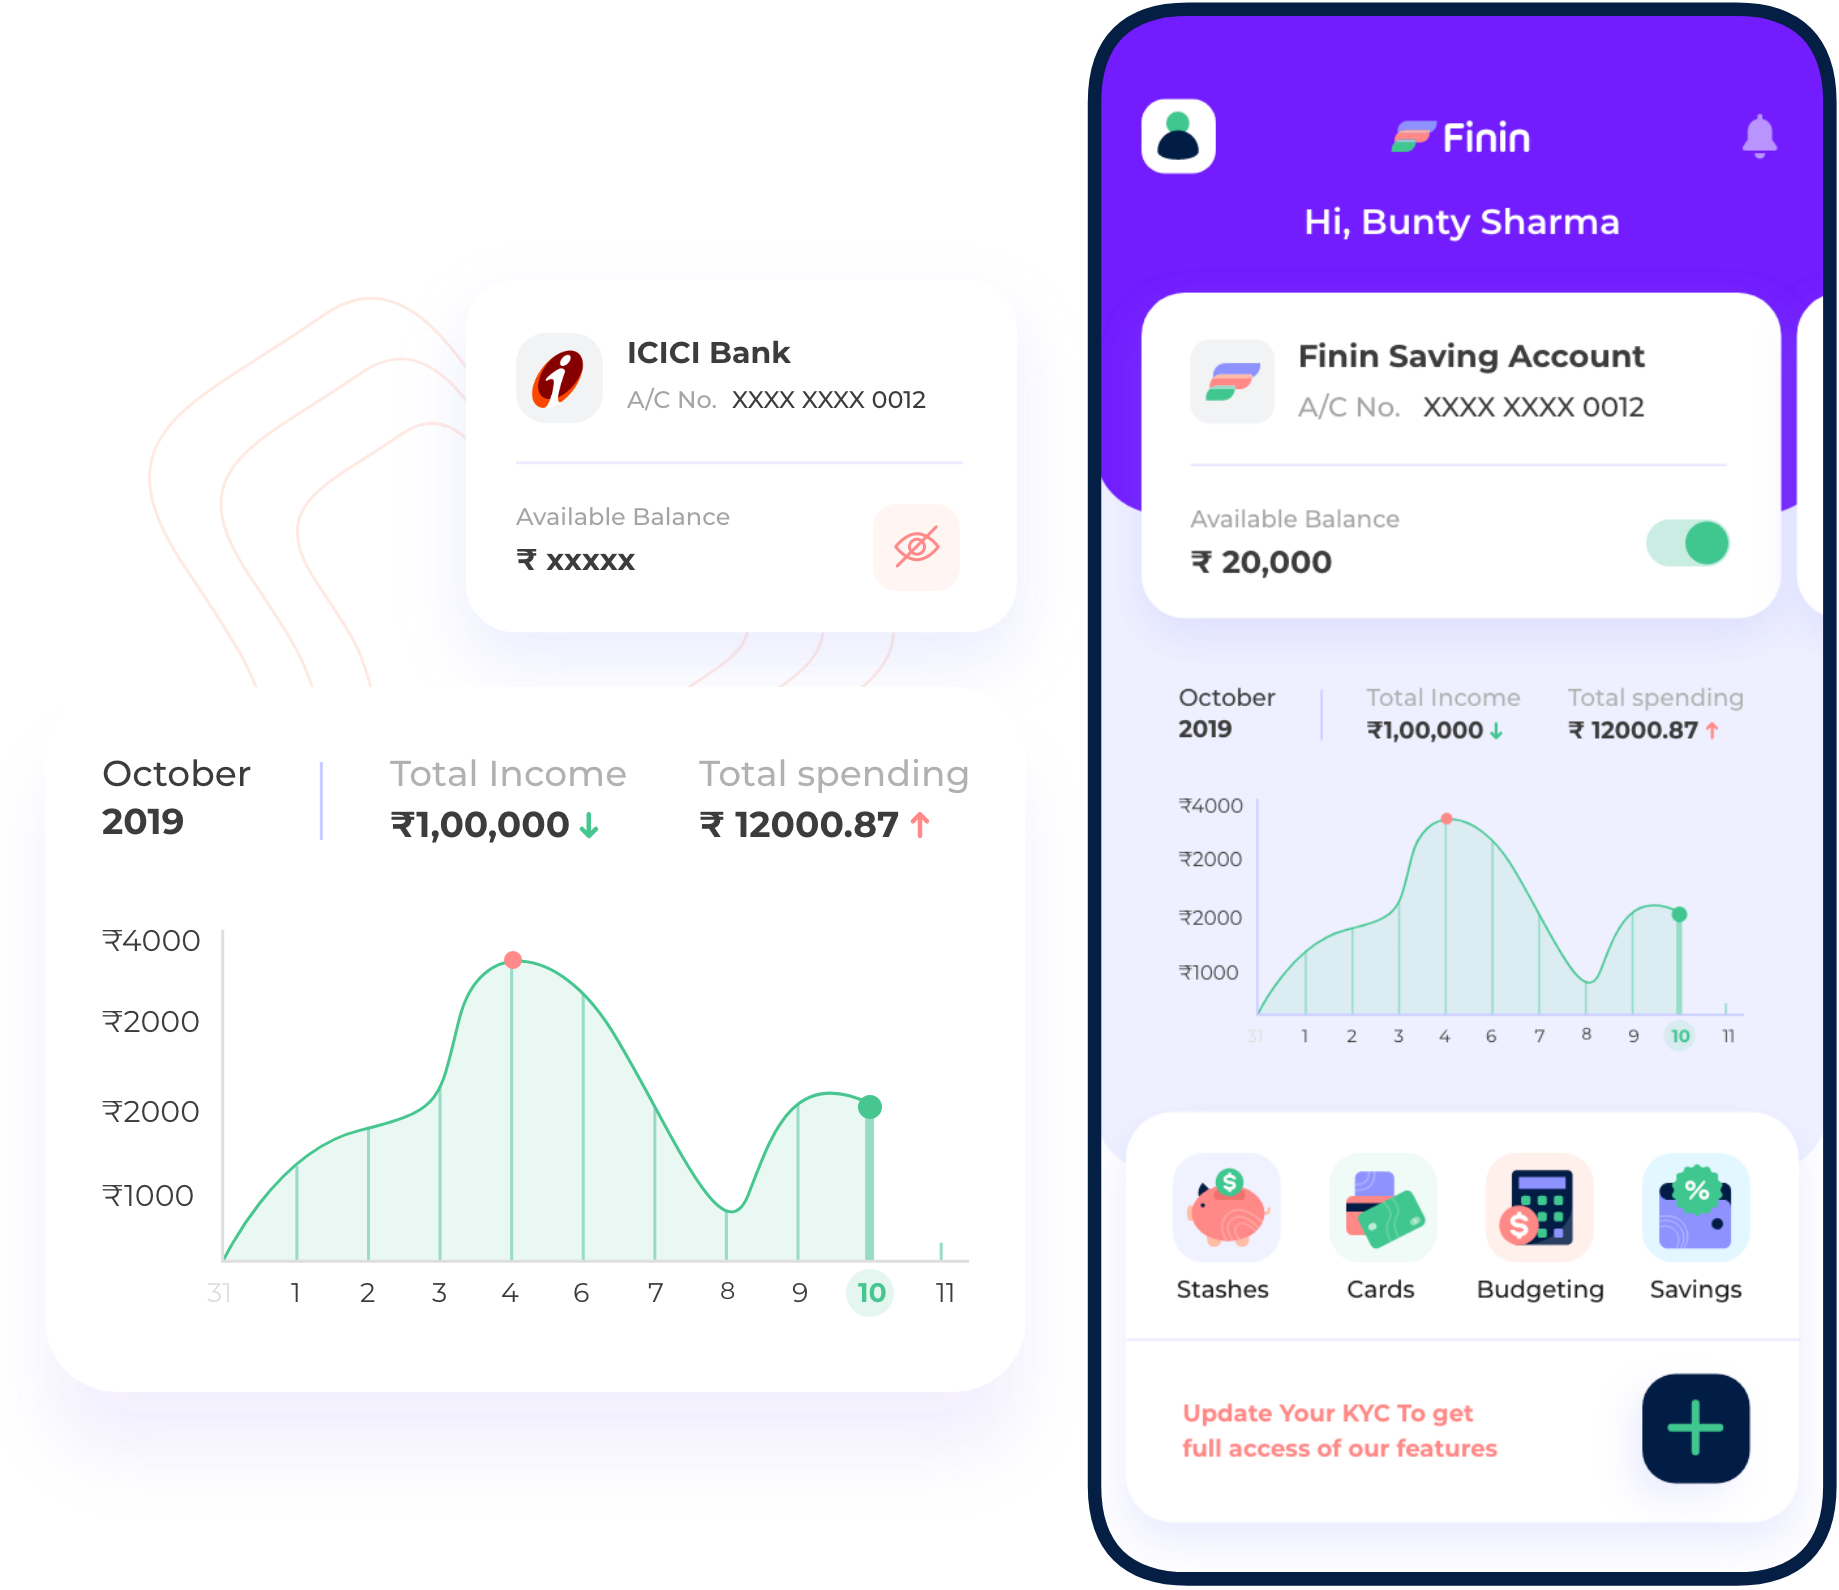 ICICI Bank
A/C No. XXXX XXXX 0012
Available Balance
₹ xxxxx
October
2019
Total Income
₹1,00,000
Total spending
₹ 12000.87
₹4000
₹2000
₹2000
₹1000
31 1 2 3 4 6 7 8 9 10 11
Finin
Hi, Bunty Sharma
Finin Saving Account
A/C No. XXXX XXXX 0012
Available Balance
₹ 20,000
October
2019
Total Income
₹1,00,000
Total spending
₹ 12000.87
₹4000
₹2000
₹2000
₹1000
31 1 2 3 4 6 7 8 9 10 11
$
$
%
Stashes
Cards
Budgeting
Savings
Update Your KYC To get
full access of our features